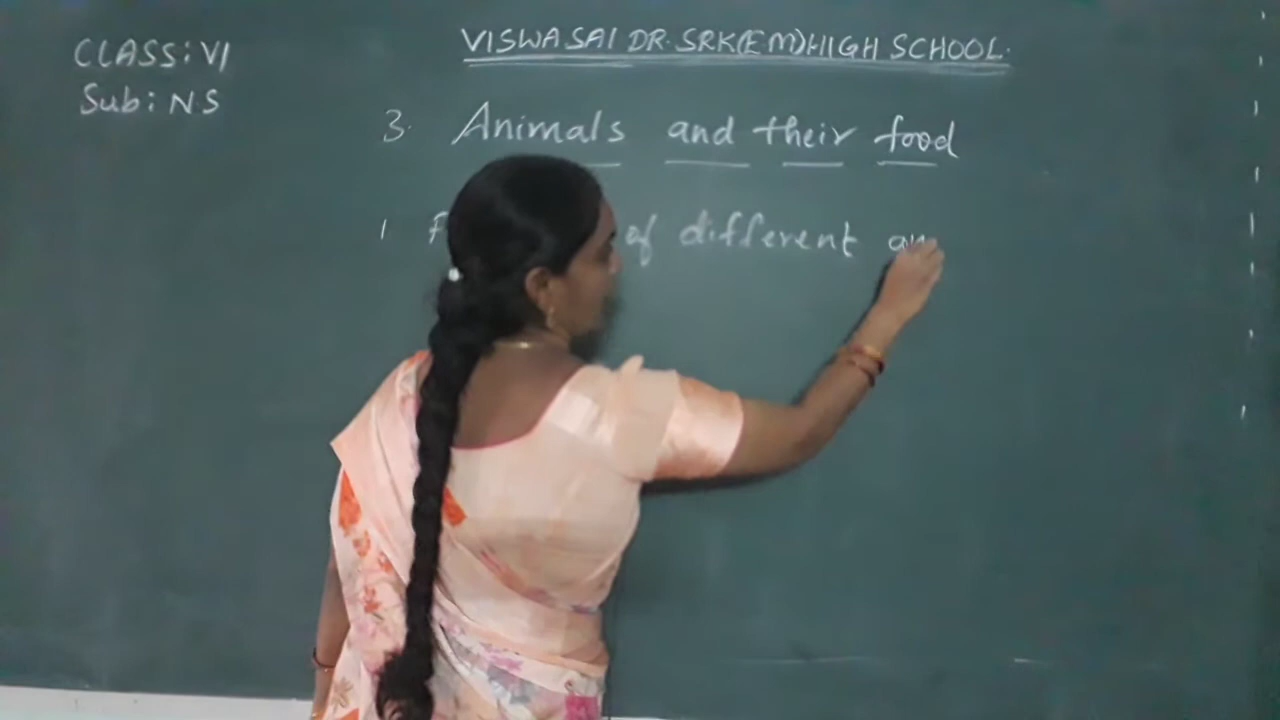 VISWA SAI DR. SRK(EM) HIGH SCHOOL.
CLASS: VI
Sub: NS
3. Animals and their food
1 of different an